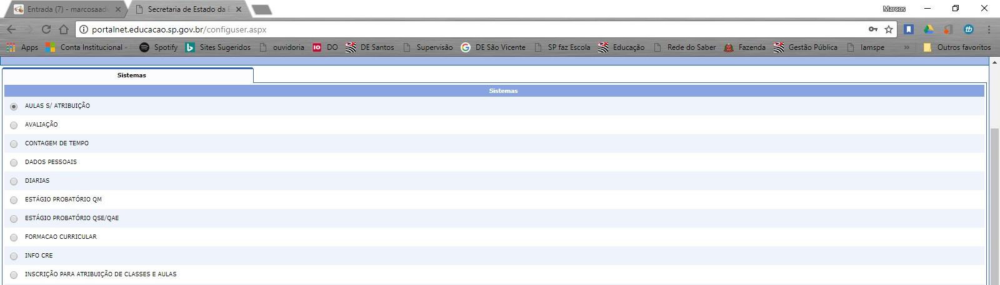 Entrada (7) - marcosaad
Secretaria de Estado da E
Marcos
portalnet.educacao.sp.gov.br/configuser.aspx
Apps Conta Institucional - Spotify Sites Sugeridos ouvidoria DO DE Santos Supervisão DE São Vicente SP faz Escola Educação Rede do Saber Fazenda Gestão Pública Iamspe » Outros favoritos
Sistemas
Sistemas
AULAS S/ ATRIBUIÇÃO
AVALIAÇÃO
CONTAGEM DE TEMPO
DADOS PESSOAIS
DIARIAS
ESTÁGIO PROBATÓRIO QM
ESTÁGIO PROBATÓRIO QSE/QAE
FORMACAO CURRICULAR
INFO CRE
INSCRIÇÃO PARA ATRIBUIÇÃO DE CLASSES E AULAS